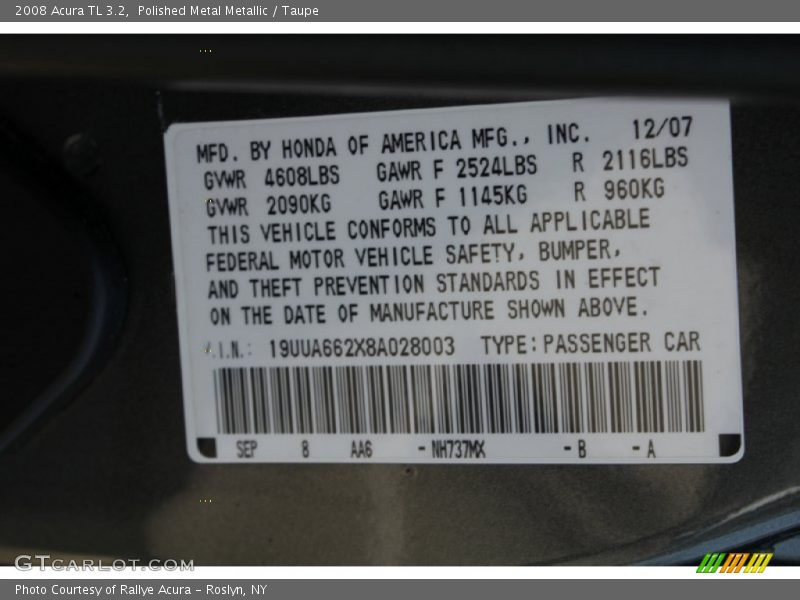 2008 Acura TL 3.2, Polished Metal Metallic / Taupe
MFD. BY HONDA OF AMERICA MFG., INC. 12/07
GVWR 4608LBS GAWR F 2524LBS R 2116LBS
GVWR 2090KG GAWR F 1145KG R 960KG
THIS VEHICLE CONFORMS TO ALL APPLICABLE
FEDERAL MOTOR VEHICLE SAFETY, BUMPER,
AND THEFT PREVENTION STANDARDS IN EFFECT
ON THE DATE OF MANUFACTURE SHOWN ABOVE.
V.I.N.: 19UUA662X8A028003 TYPE: PASSENGER CAR
SEP 8 AA6 - NH737MX - B - A
GTCARLOT.COM
Photo Courtesy of Rallye Acura - Roslyn, NY